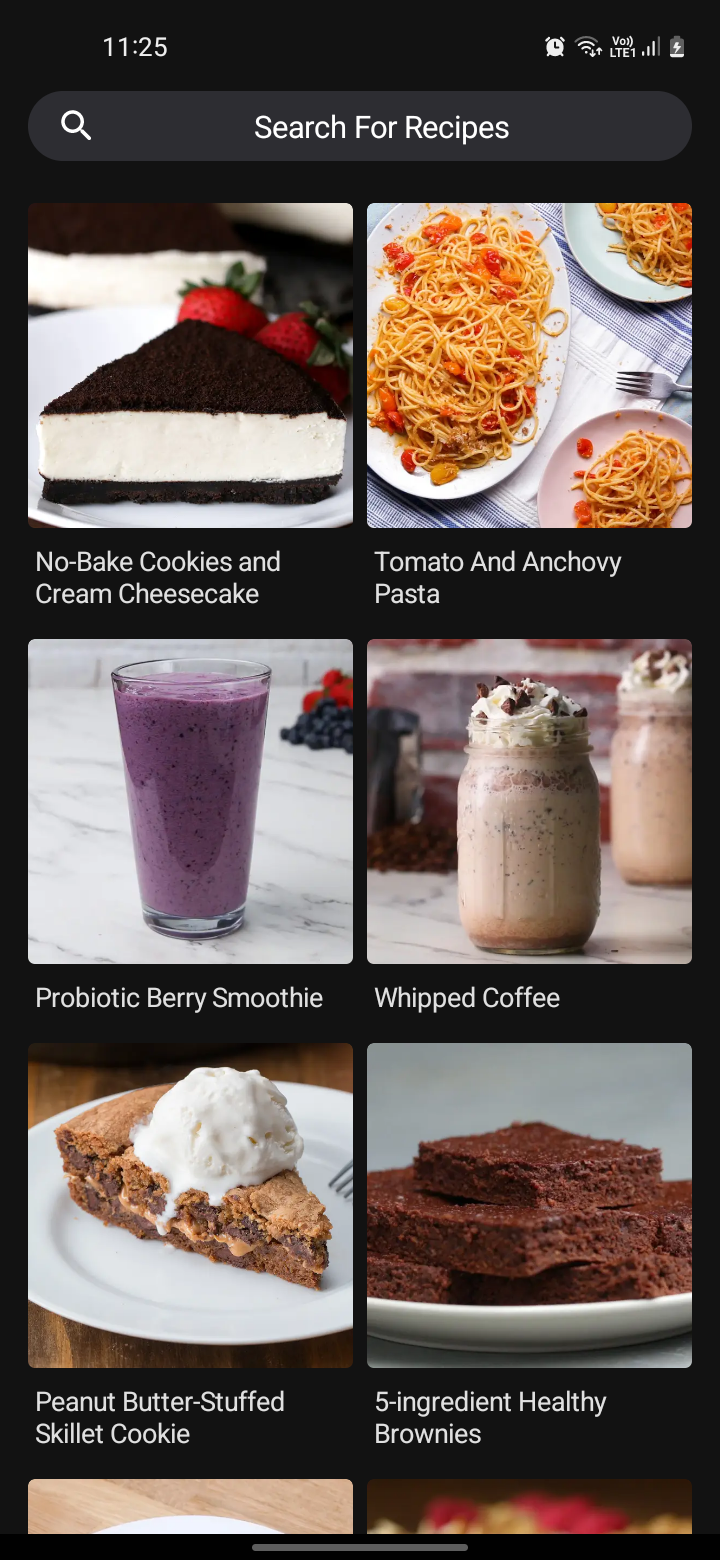 11:25
Vo))
LTE1
Search For Recipes
No-Bake Cookies and
Cream Cheesecake
Tomato And Anchovy
Pasta
Probiotic Berry Smoothie
Whipped Coffee
Peanut Butter-Stuffed
Skillet Cookie
5-ingredient Healthy
Brownies